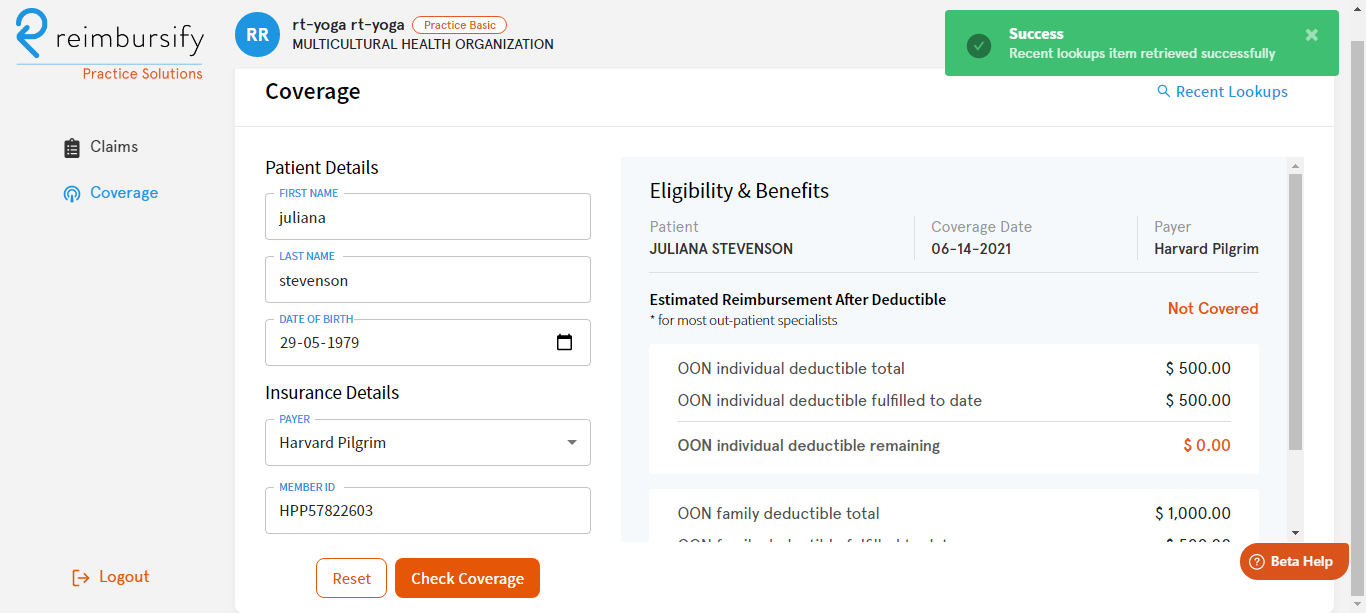 reimbursify
Practice Solutions
RR
rt-yoga rt-yoga Practice Basic
MULTICULTURAL HEALTH ORGANIZATION
Success
Recent lookups item retrieved successfully
Claims
Coverage
Logout
Coverage
Recent Lookups
Patient Details
FIRST NAME
juliana
LAST NAME
stevenson
DATE OF BIRTH
29-05-1979
Insurance Details
PAYER
Harvard Pilgrim
MEMBER ID
HPP57822603
Reset Check Coverage
Eligibility & Benefits
Patient Coverage Date Payer
JULIANA STEVENSON 06-14-2021 Harvard Pilgrim
Estimated Reimbursement After Deductible
* for most out-patient specialists
Not Covered
OON individual deductible total $ 500.00
OON individual deductible fulfilled to date $ 500.00
OON individual deductible remaining $ 0.00
OON family deductible total $ 1,000.00
Beta Help